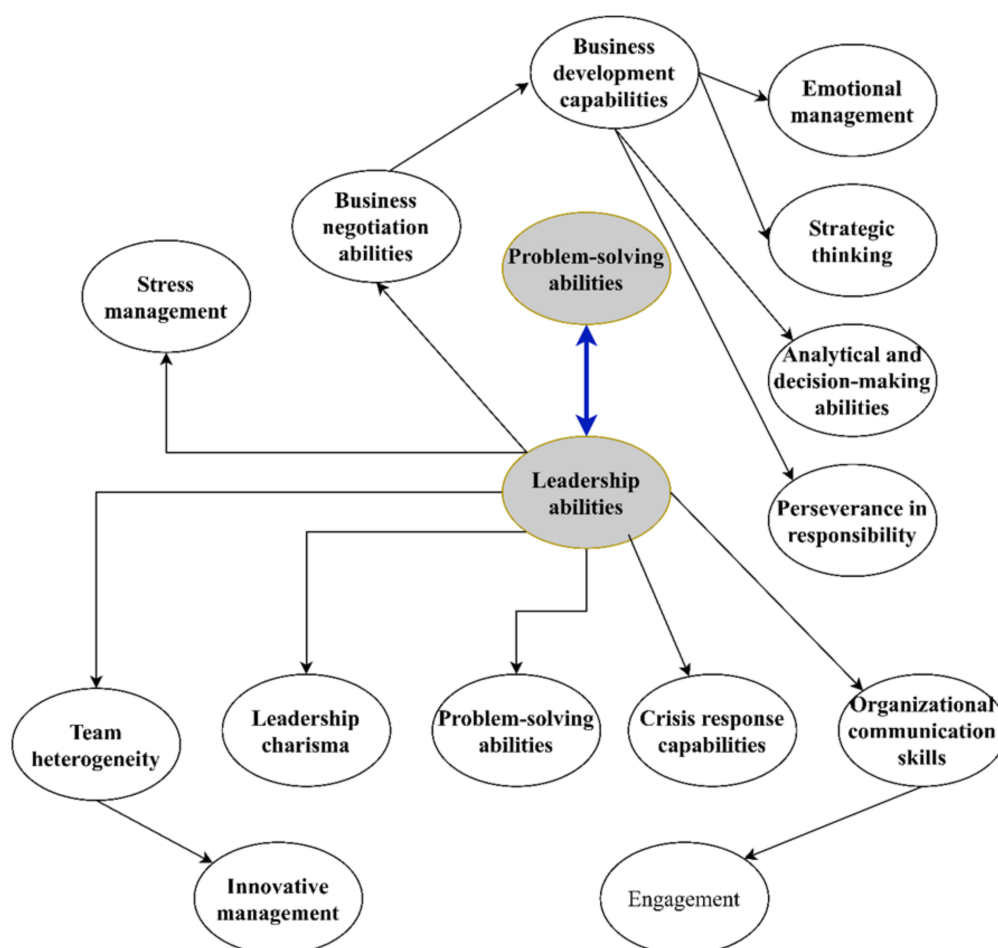 Business
development
capabilities
Emotional
management
Business
negotiation
abilities
Strategic
thinking
Problem-solving
abilities
Stress
management
Analytical and
decision-making
abilities
Leadership
abilities
Perseverance in
responsibility
Team
heterogeneity
Leadership
charisma
Problem-solving
abilities
Crisis response
capabilities
Organizational
communication
skills
Innovative
management
Engagement